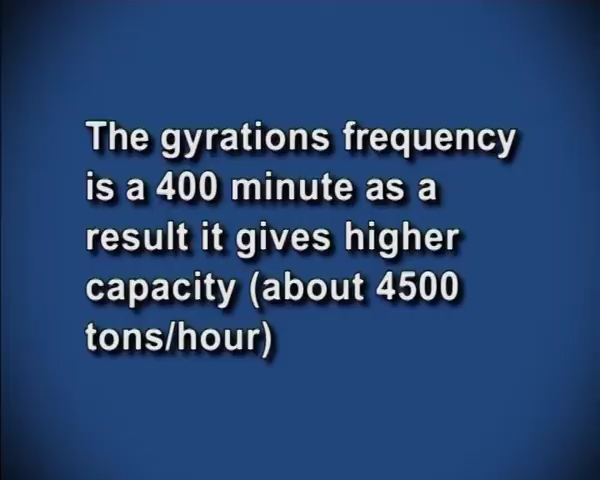 The gyrations frequency
is a 400 minute as a
result it gives higher
capacity (about 4500
tons/hour)